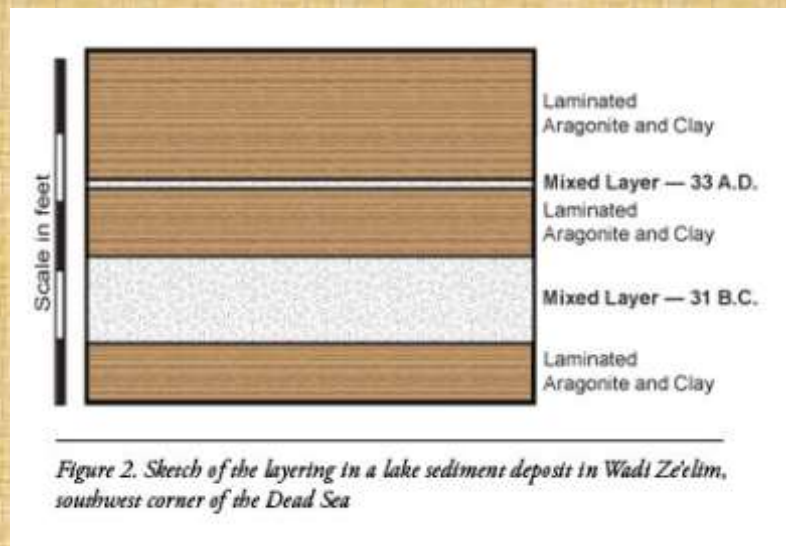 Scale in feet
Laminated
Aragonite and Clay
Mixed Layer — 33 A.D.
Laminated
Aragonite and Clay
Mixed Layer — 31 B.C.
Laminated
Aragonite and Clay
Figure 2. Sketch of the layering in a lake sediment deposit in Wadi Ze'elim,
southwest corner of the Dead Sea